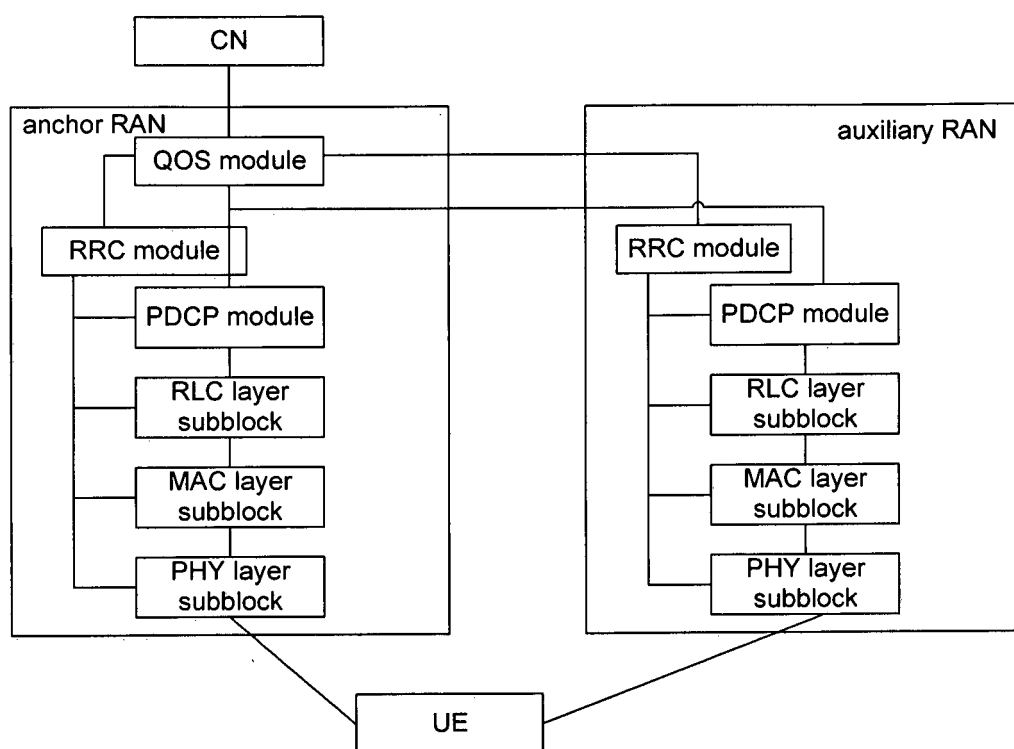 CN
anchor RAN
QOS module
RRC module
PDCP module
RLC layer
subblock
MAC layer
subblock
PHY layer
subblock
auxiliary RAN
RRC module
PDCP module
RLC layer
subblock
MAC layer
subblock
PHY layer
subblock
UE